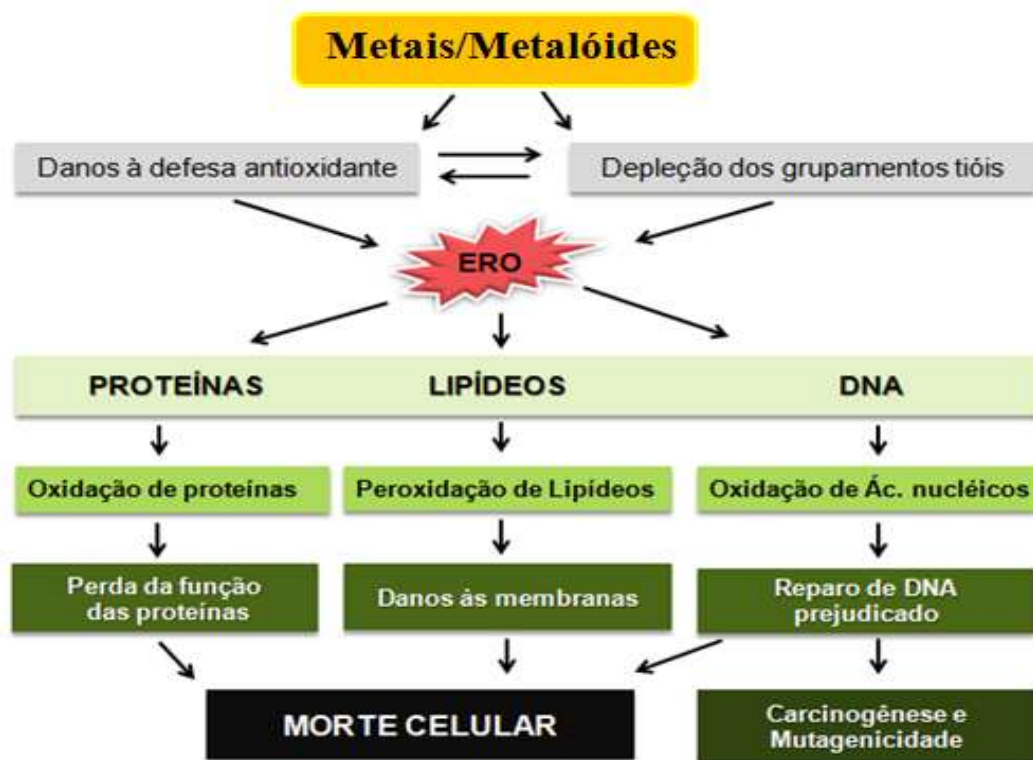 Metais/Metalóides
Danos à defesa antioxidante
Depleção dos grupamentos tióis
ERO
PROTEÍNAS
LIPÍDEOS
DNA
Oxidação de proteínas
Peroxidação de Lipídeos
Oxidação de Ác. nucléicos
Perda da função
das proteínas
Danos às membranas
Reparo de DNA
prejudicado
MORTE CELULAR
Carcinogênese e
Mutagenicidade